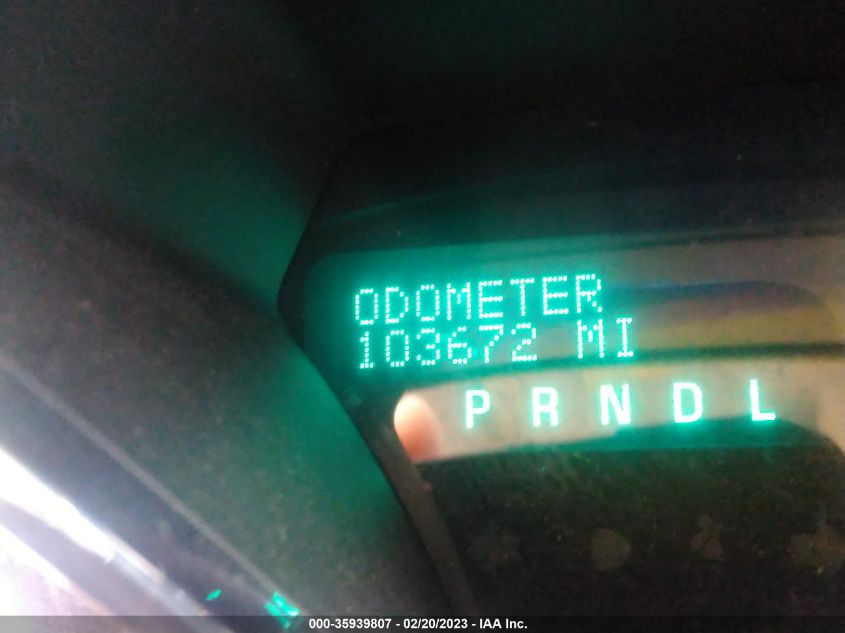 ODOMETER
103672 MI
P R N D L
000-35939807 - 02/20/2023 - IAA Inc.